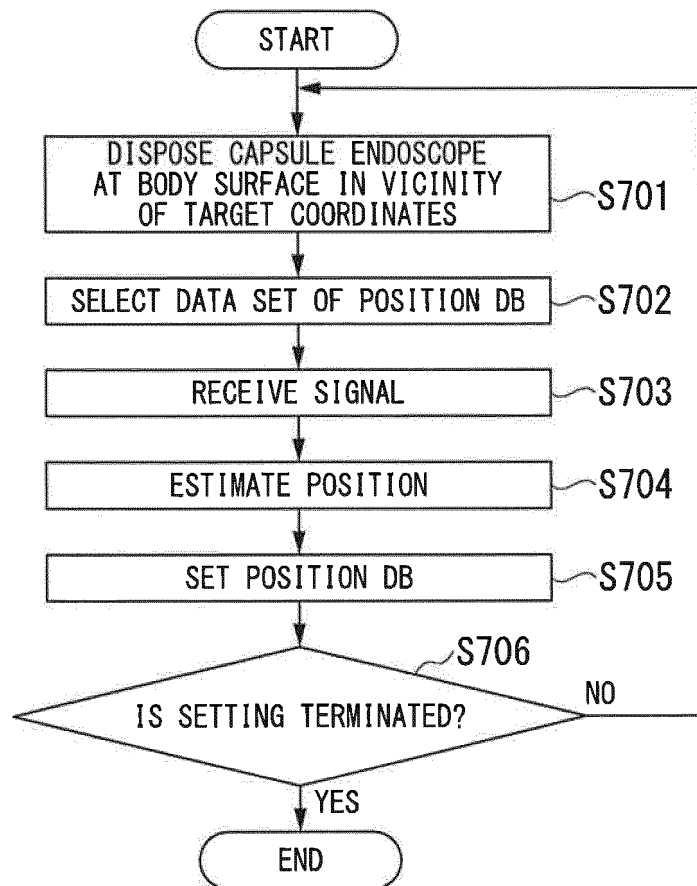 START
DISPOSE CAPSULE ENDOSCOPE
AT BODY SURFACE IN VICINITY
OF TARGET COORDINATES
S701
SELECT DATA SET OF POSITION DB
S702
RECEIVE SIGNAL
S703
ESTIMATE POSITION
S704
SET POSITION DB
S705
S706
IS SETTING TERMINATED?
NO
YES
END